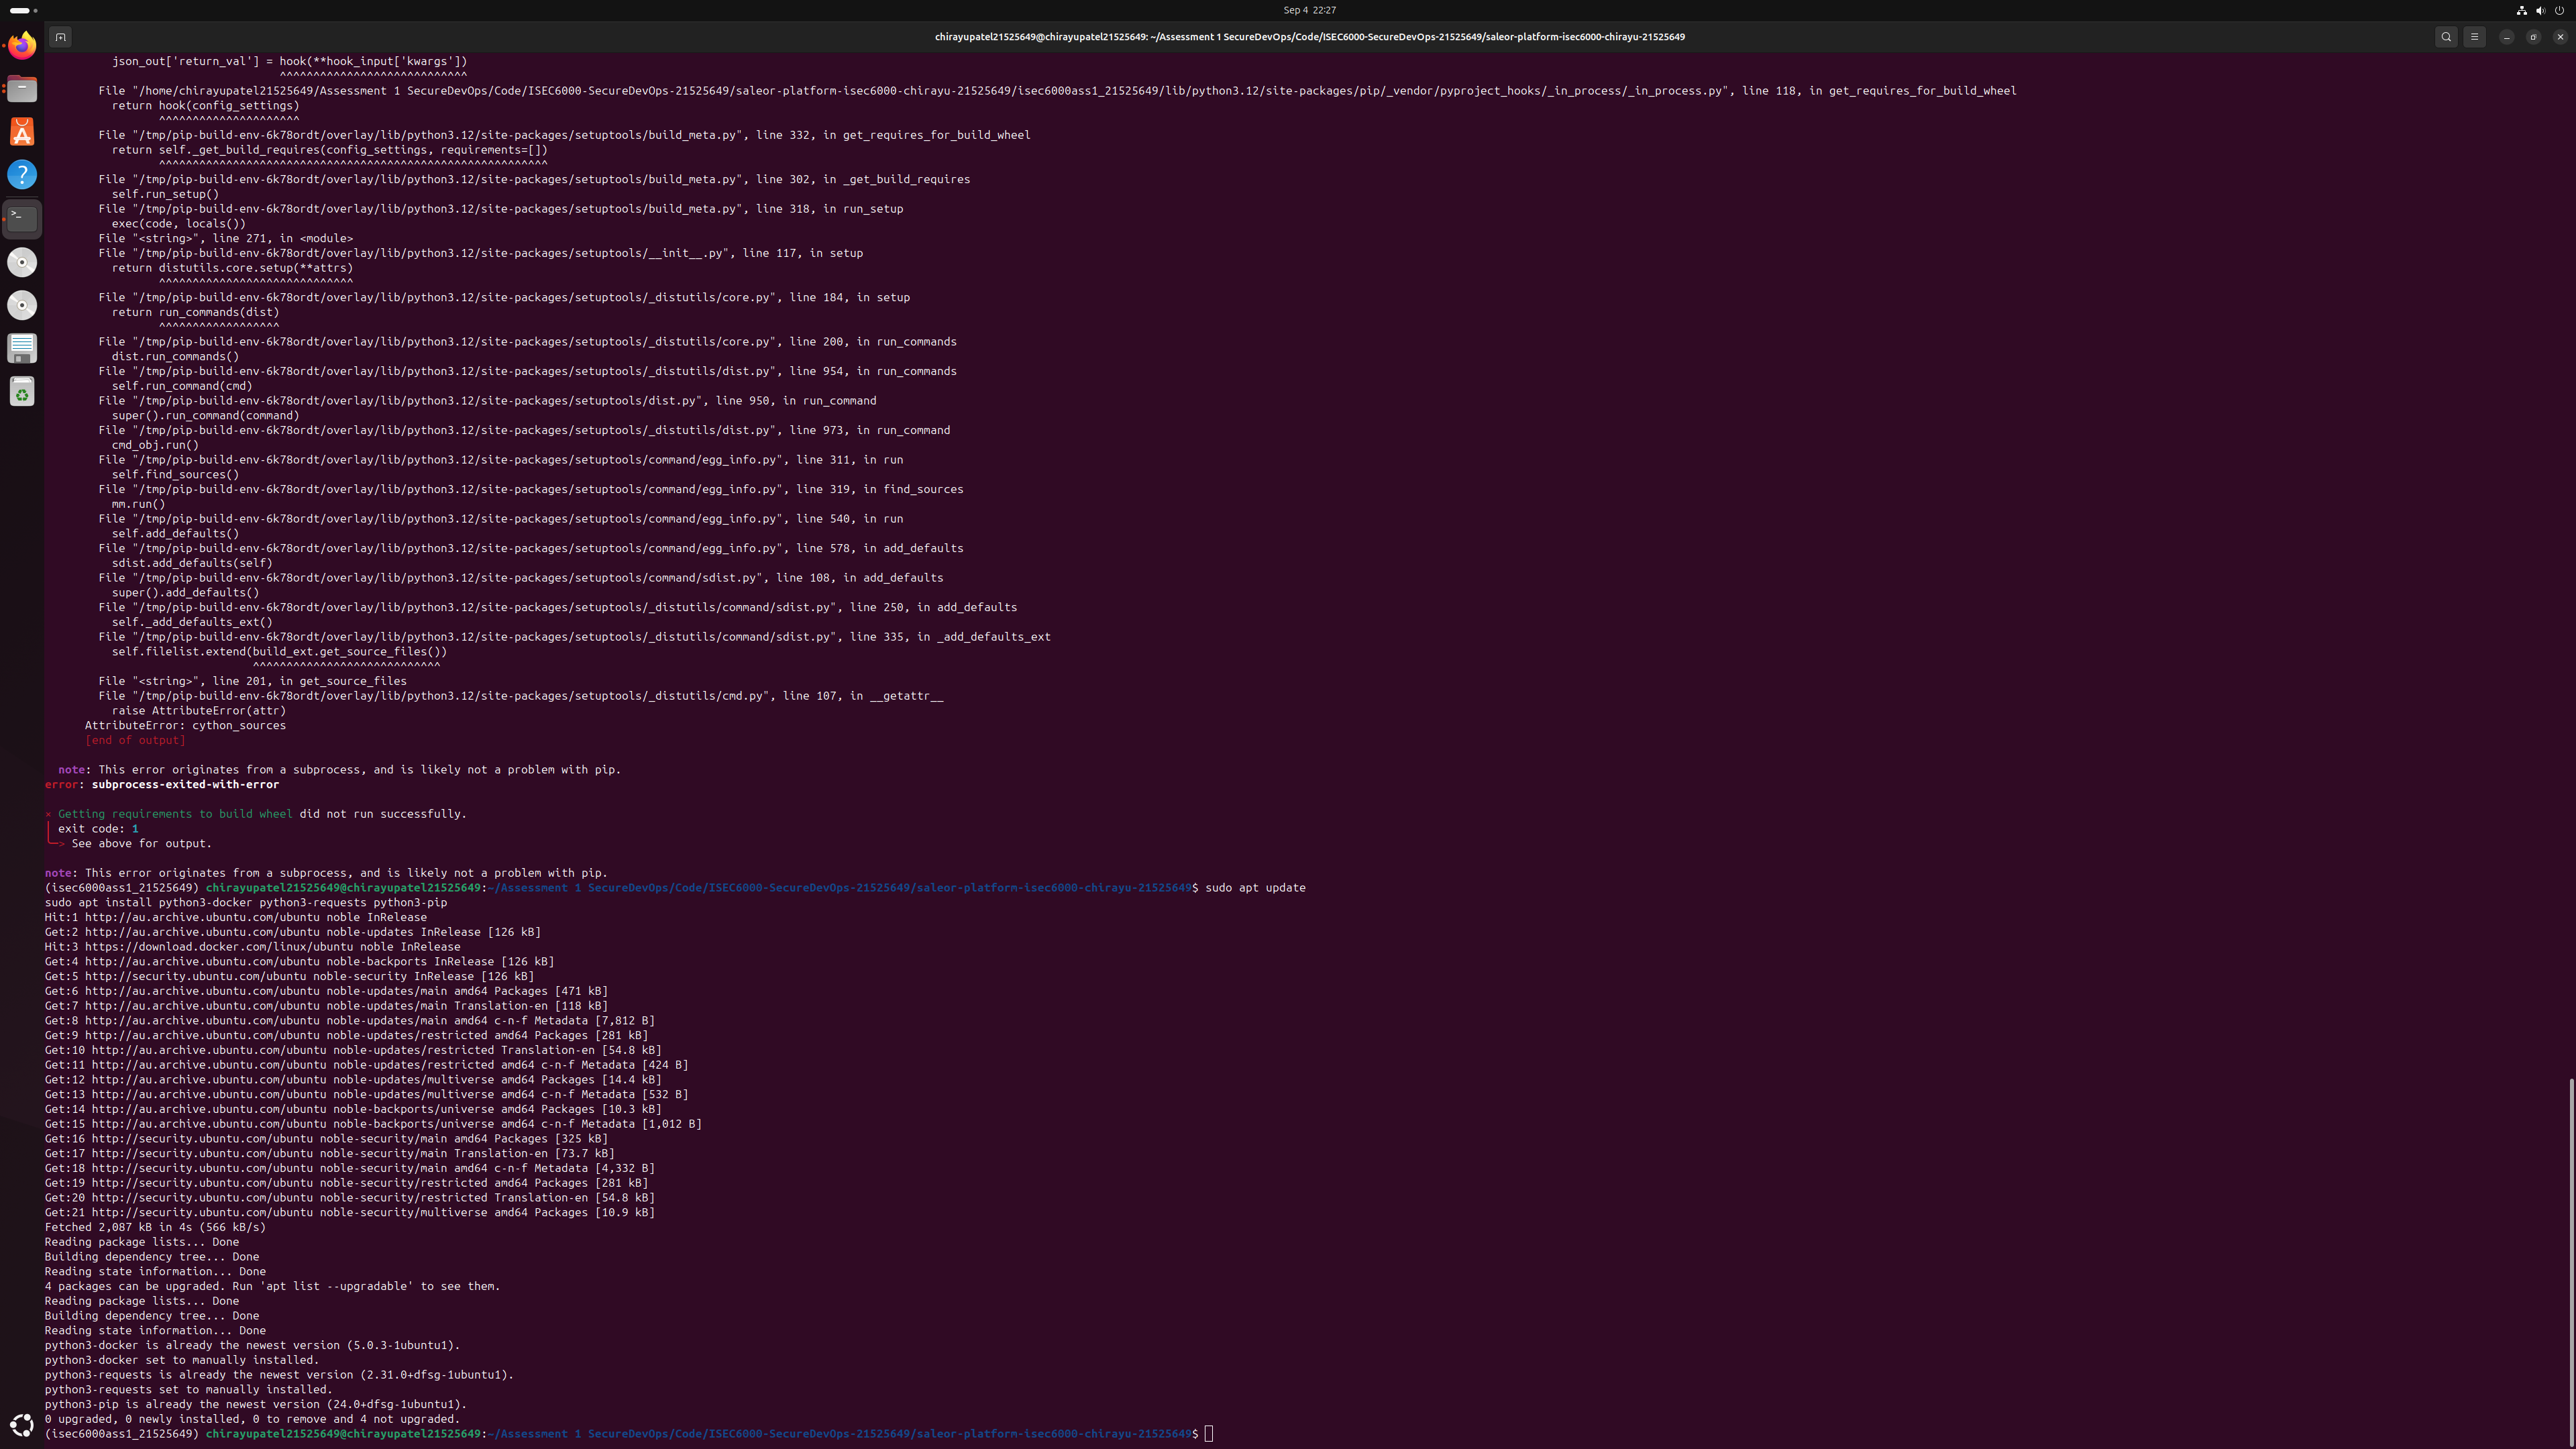 Sep 4 22:27
chirayupatel21525649@chirayupatel21525649: ~/Assessment 1 SecureDevOps/Code/ISEC6000-SecureDevOps-21525649/saleor-platform-isec6000-chirayu-21525649
json_out['return_val'] = hook(**hook_input['kwargs'])
^^^^^^^^^^^^^^^^^^^^^^^^^^^^
File "/home/chirayupatel21525649/Assessment 1 SecureDevOps/Code/ISEC6000-SecureDevOps-21525649/saleor-platform-isec6000-chirayu-21525649/isec6000ass1_21525649/lib/python3.12/site-packages/pip/_vendor/pyproject_hooks/_in_process/_in_process.py", line 118, in get_requires_for_build_wheel
return hook(config_settings)
^^^^^^^^^^^^^^^^^^^^^
File "/tmp/pip-build-env-6k78ordt/overlay/lib/python3.12/site-packages/setuptools/build_meta.py", line 332, in get_requires_for_build_wheel
return self._get_build_requires(config_settings, requirements=[])
^^^^^^^^^^^^^^^^^^^^^^^^^^^^^^^^^^^^^^^^^^^^^^^^^^^^^^^^^^
File "/tmp/pip-build-env-6k78ordt/overlay/lib/python3.12/site-packages/setuptools/build_meta.py", line 302, in _get_build_requires
self.run_setup()
File "/tmp/pip-build-env-6k78ordt/overlay/lib/python3.12/site-packages/setuptools/build_meta.py", line 318, in run_setup
exec(code, locals())
File "<string>", line 271, in <module>
File "/tmp/pip-build-env-6k78ordt/overlay/lib/python3.12/site-packages/setuptools/__init__.py", line 117, in setup
return distutils.core.setup(**attrs)
^^^^^^^^^^^^^^^^^^^^^^^^^^^^^
File "/tmp/pip-build-env-6k78ordt/overlay/lib/python3.12/site-packages/setuptools/_distutils/core.py", line 184, in setup
return run_commands(dist)
^^^^^^^^^^^^^^^^^^
File "/tmp/pip-build-env-6k78ordt/overlay/lib/python3.12/site-packages/setuptools/_distutils/core.py", line 200, in run_commands
dist.run_commands()
File "/tmp/pip-build-env-6k78ordt/overlay/lib/python3.12/site-packages/setuptools/_distutils/dist.py", line 954, in run_commands
self.run_command(cmd)
File "/tmp/pip-build-env-6k78ordt/overlay/lib/python3.12/site-packages/setuptools/dist.py", line 950, in run_command
super().run_command(command)
File "/tmp/pip-build-env-6k78ordt/overlay/lib/python3.12/site-packages/setuptools/_distutils/dist.py", line 973, in run_command
cmd_obj.run()
File "/tmp/pip-build-env-6k78ordt/overlay/lib/python3.12/site-packages/setuptools/command/egg_info.py", line 311, in run
self.find_sources()
File "/tmp/pip-build-env-6k78ordt/overlay/lib/python3.12/site-packages/setuptools/command/egg_info.py", line 319, in find_sources
mm.run()
File "/tmp/pip-build-env-6k78ordt/overlay/lib/python3.12/site-packages/setuptools/command/egg_info.py", line 540, in run
self.add_defaults()
File "/tmp/pip-build-env-6k78ordt/overlay/lib/python3.12/site-packages/setuptools/command/egg_info.py", line 578, in add_defaults
sdist.add_defaults(self)
File "/tmp/pip-build-env-6k78ordt/overlay/lib/python3.12/site-packages/setuptools/command/sdist.py", line 108, in add_defaults
super().add_defaults()
File "/tmp/pip-build-env-6k78ordt/overlay/lib/python3.12/site-packages/setuptools/_distutils/command/sdist.py", line 250, in add_defaults
self._add_defaults_ext()
File "/tmp/pip-build-env-6k78ordt/overlay/lib/python3.12/site-packages/setuptools/_distutils/command/sdist.py", line 335, in _add_defaults_ext
self.filelist.extend(build_ext.get_source_files())
^^^^^^^^^^^^^^^^^^^^^^^^^^^^
File "<string>", line 201, in get_source_files
File "/tmp/pip-build-env-6k78ordt/overlay/lib/python3.12/site-packages/setuptools/_distutils/cmd.py", line 107, in __getattr__
raise AttributeError(attr)
AttributeError: cython_sources
[end of output]
note: This error originates from a subprocess, and is likely not a problem with pip.
error: subprocess-exited-with-error
× Getting requirements to build wheel did not run successfully.
│ exit code: 1
╰─> See above for output.
note: This error originates from a subprocess, and is likely not a problem with pip.
(isec6000ass1_21525649) chirayupatel21525649@chirayupatel21525649:~/Assessment 1 SecureDevOps/Code/ISEC6000-SecureDevOps-21525649/saleor-platform-isec6000-chirayu-21525649$ sudo apt update
sudo apt install python3-docker python3-requests python3-pip
Hit:1 http://au.archive.ubuntu.com/ubuntu noble InRelease
Get:2 http://au.archive.ubuntu.com/ubuntu noble-updates InRelease [126 kB]
Hit:3 https://download.docker.com/linux/ubuntu noble InRelease
Get:4 http://au.archive.ubuntu.com/ubuntu noble-backports InRelease [126 kB]
Get:5 http://security.ubuntu.com/ubuntu noble-security InRelease [126 kB]
Get:6 http://au.archive.ubuntu.com/ubuntu noble-updates/main amd64 Packages [471 kB]
Get:7 http://au.archive.ubuntu.com/ubuntu noble-updates/main Translation-en [118 kB]
Get:8 http://au.archive.ubuntu.com/ubuntu noble-updates/main amd64 c-n-f Metadata [7,812 B]
Get:9 http://au.archive.ubuntu.com/ubuntu noble-updates/restricted amd64 Packages [281 kB]
Get:10 http://au.archive.ubuntu.com/ubuntu noble-updates/restricted Translation-en [54.8 kB]
Get:11 http://au.archive.ubuntu.com/ubuntu noble-updates/restricted amd64 c-n-f Metadata [424 B]
Get:12 http://au.archive.ubuntu.com/ubuntu noble-updates/multiverse amd64 Packages [14.4 kB]
Get:13 http://au.archive.ubuntu.com/ubuntu noble-updates/multiverse amd64 c-n-f Metadata [532 B]
Get:14 http://au.archive.ubuntu.com/ubuntu noble-backports/universe amd64 Packages [10.3 kB]
Get:15 http://au.archive.ubuntu.com/ubuntu noble-backports/universe amd64 c-n-f Metadata [1,012 B]
Get:16 http://security.ubuntu.com/ubuntu noble-security/main amd64 Packages [325 kB]
Get:17 http://security.ubuntu.com/ubuntu noble-security/main Translation-en [73.7 kB]
Get:18 http://security.ubuntu.com/ubuntu noble-security/main amd64 c-n-f Metadata [4,332 B]
Get:19 http://security.ubuntu.com/ubuntu noble-security/restricted amd64 Packages [281 kB]
Get:20 http://security.ubuntu.com/ubuntu noble-security/restricted Translation-en [54.8 kB]
Get:21 http://security.ubuntu.com/ubuntu noble-security/multiverse amd64 Packages [10.9 kB]
Fetched 2,087 kB in 4s (566 kB/s)
Reading package lists... Done
Building dependency tree... Done
Reading state information... Done
4 packages can be upgraded. Run 'apt list --upgradable' to see them.
Reading package lists... Done
Building dependency tree... Done
Reading state information... Done
python3-docker is already the newest version (5.0.3-1ubuntu1).
python3-docker set to manually installed.
python3-requests is already the newest version (2.31.0+dfsg-1ubuntu1).
python3-requests set to manually installed.
python3-pip is already the newest version (24.0+dfsg-1ubuntu1).
0 upgraded, 0 newly installed, 0 to remove and 4 not upgraded.
(isec6000ass1_21525649) chirayupatel21525649@chirayupatel21525649:~/Assessment 1 SecureDevOps/Code/ISEC6000-SecureDevOps-21525649/saleor-platform-isec6000-chirayu-21525649$